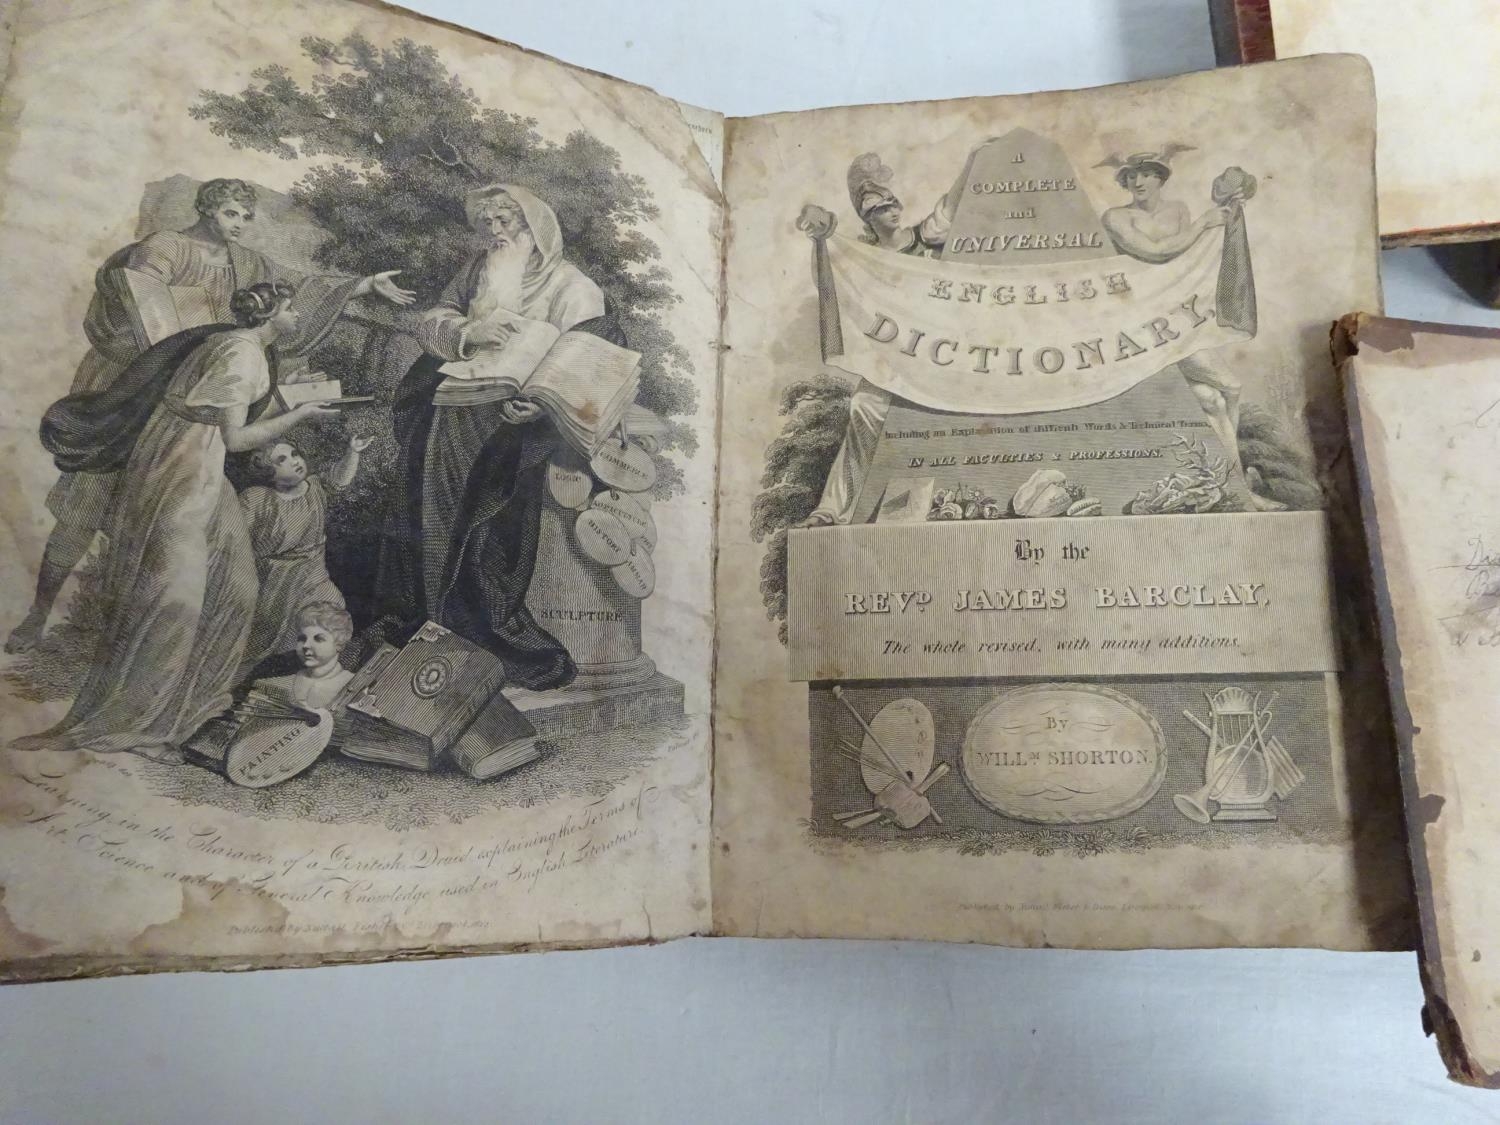 COMMERCE
LOGIC
AGRICULTURE
HISTORY
SCULPTURE
PAINTING
Learning in the Character of a British Druid explaining the Terms of
Art, Science and of General Knowledge used in English Literature.
A
COMPLETE
and
UNIVERSAL
ENGLISH
DICTIONARY,
Including an Explanation of difficult Words & Technical Terms,
IN ALL FACULTIES & PROFESSIONS.
By the
REVD. JAMES BARCLAY,
The whole revised, with many additions.
By
WILLM. SHORTON.